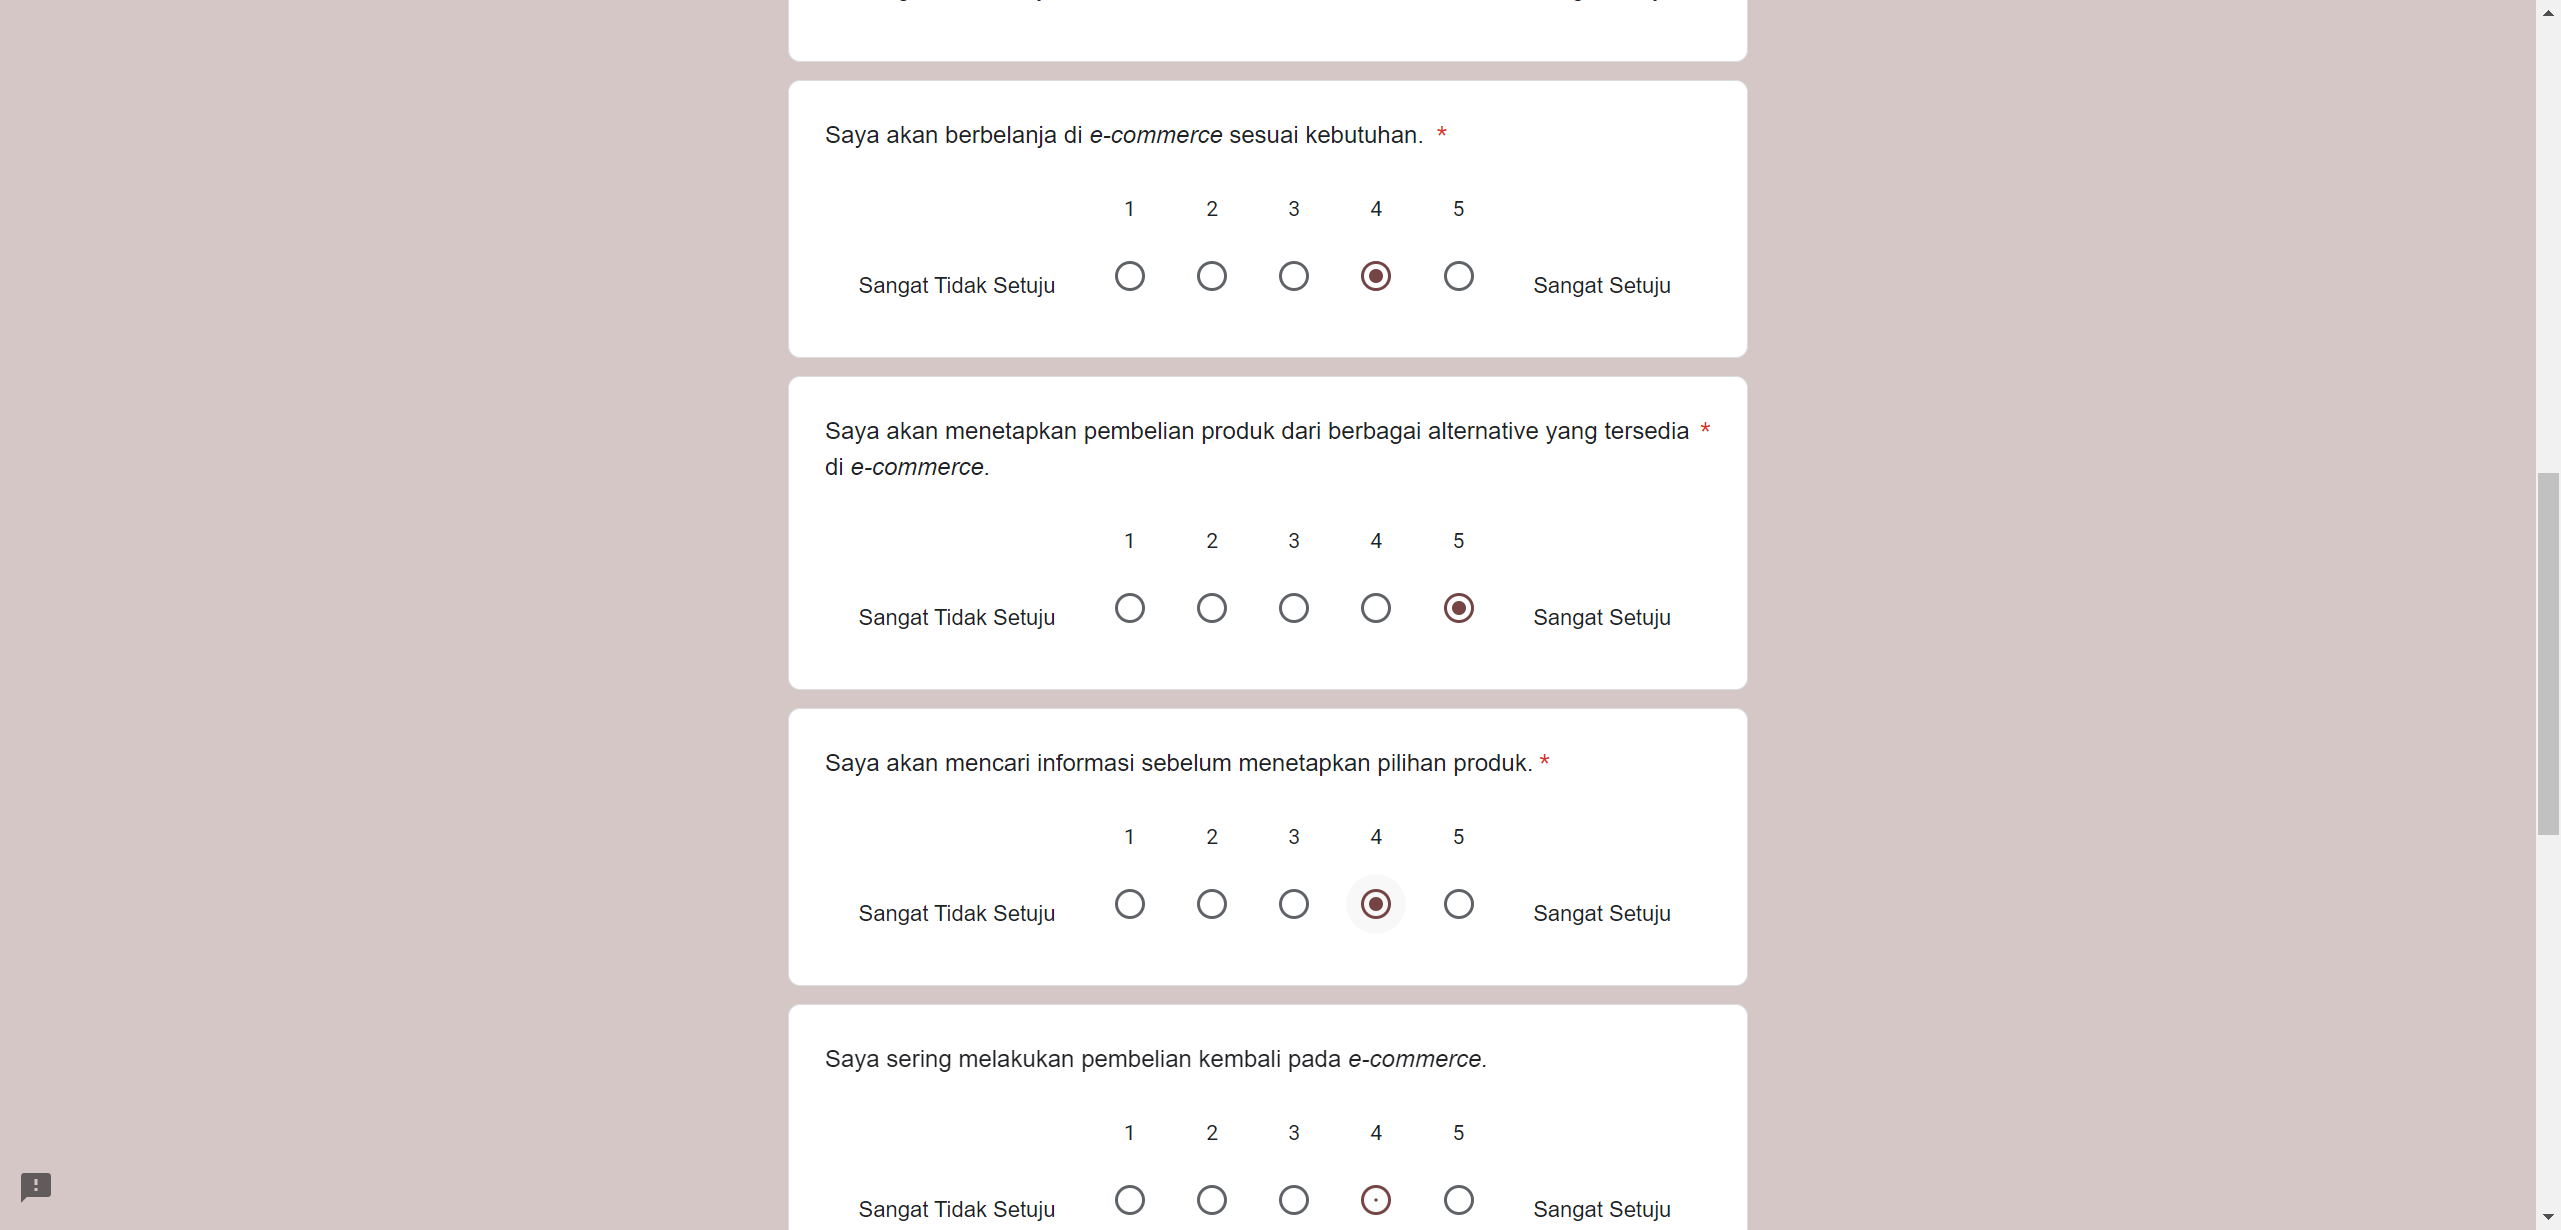 Saya akan berbelanja di e-commerce sesuai kebutuhan. *
1 2 3 4 5
Sangat Tidak Setuju Sangat Setuju
Saya akan menetapkan pembelian produk dari berbagai alternative yang tersedia *
di e-commerce.
1 2 3 4 5
Sangat Tidak Setuju Sangat Setuju
Saya akan mencari informasi sebelum menetapkan pilihan produk. *
1 2 3 4 5
Sangat Tidak Setuju Sangat Setuju
Saya sering melakukan pembelian kembali pada e-commerce.
1 2 3 4 5
Sangat Tidak Setuju Sangat Setuju